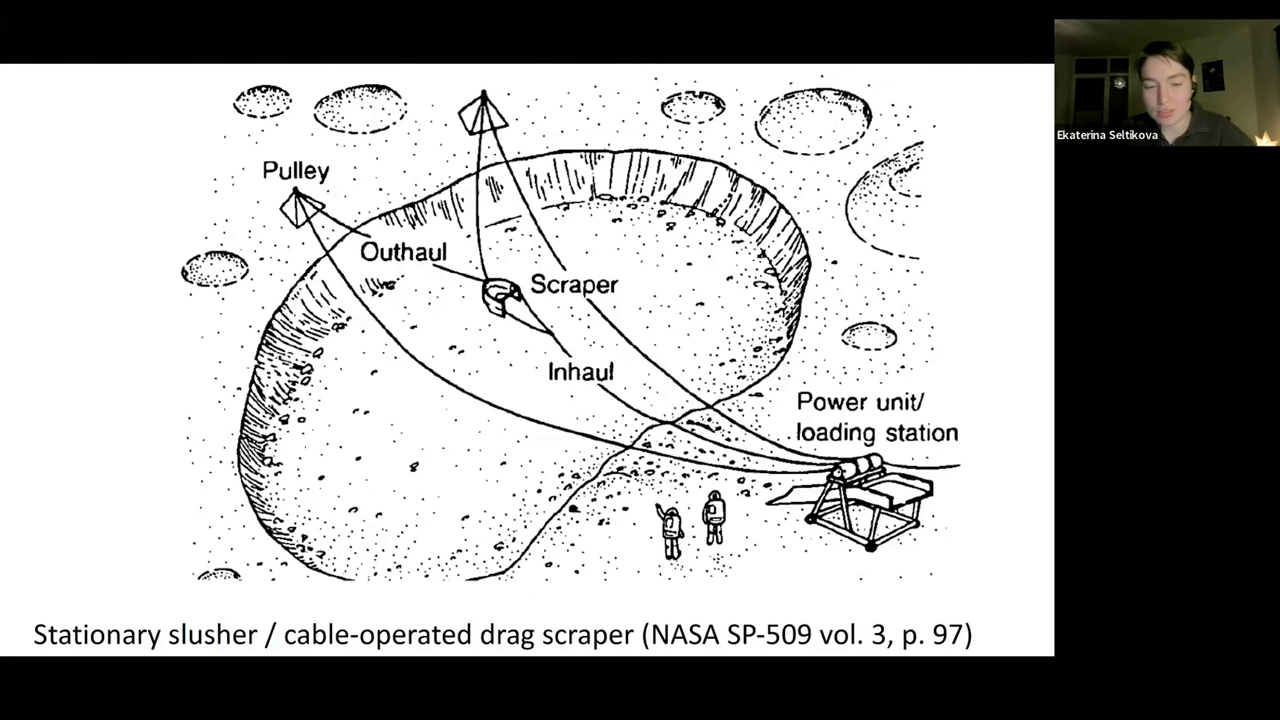 Pulley
Outhaul
Scraper
Inhaul
Power unit/
loading station
Stationary slusher / cable-operated drag scraper (NASA SP-509 vol. 3, p. 97)
Ekaterina Seltikova